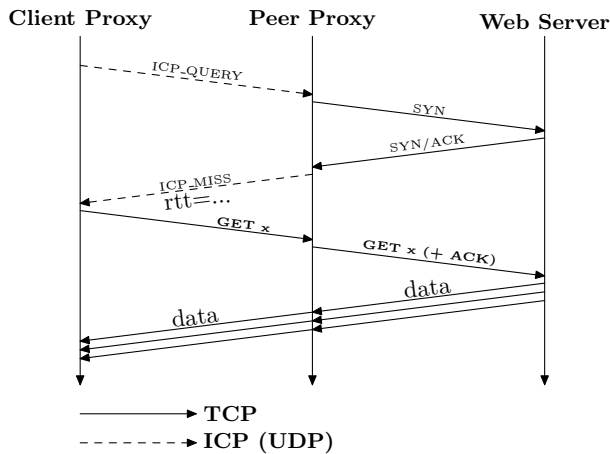 Client Proxy Peer Proxy Web Server
ICP_QUERY
SYN
SYN/ACK
ICP_MISS
rtt=...
GET x
GET x (+ ACK)
data
data
TCP
ICP (UDP)